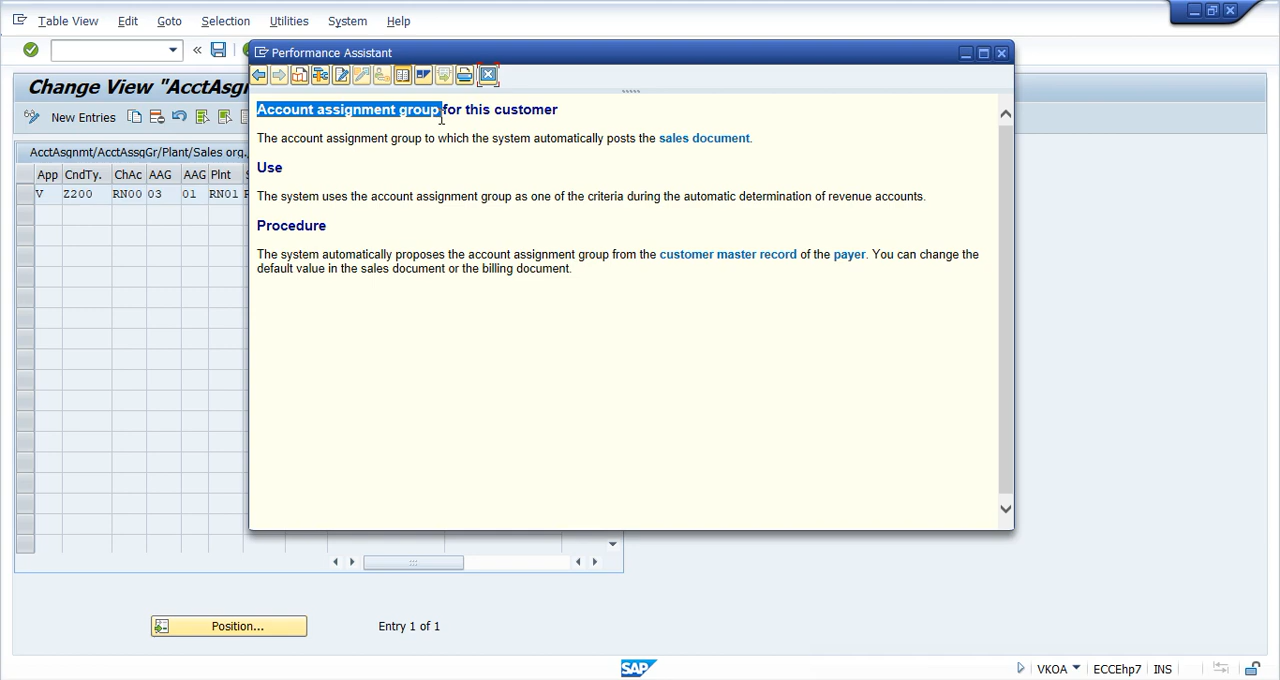 Table View Edit Goto Selection Utilities System Help
«
Performance Assistant
Change View "AcctAsgn
New Entries
Account assignment group for this customer
The account assignment group to which the system automatically posts the sales document.
Use
The system uses the account assignment group as one of the criteria during the automatic determination of revenue accounts.
Procedure
The system automatically proposes the account assignment group from the customer master record of the payer. You can change the
default value in the sales document or the billing document.
AcctAsgnmt/AcctAssgGr/Plant/Sales org.
App CndTy. ChAc AAG AAG Plnt
V Z200 RN00 03 01 RN01
Position... Entry 1 of 1
SAP VKOA ECCEhp7 INS